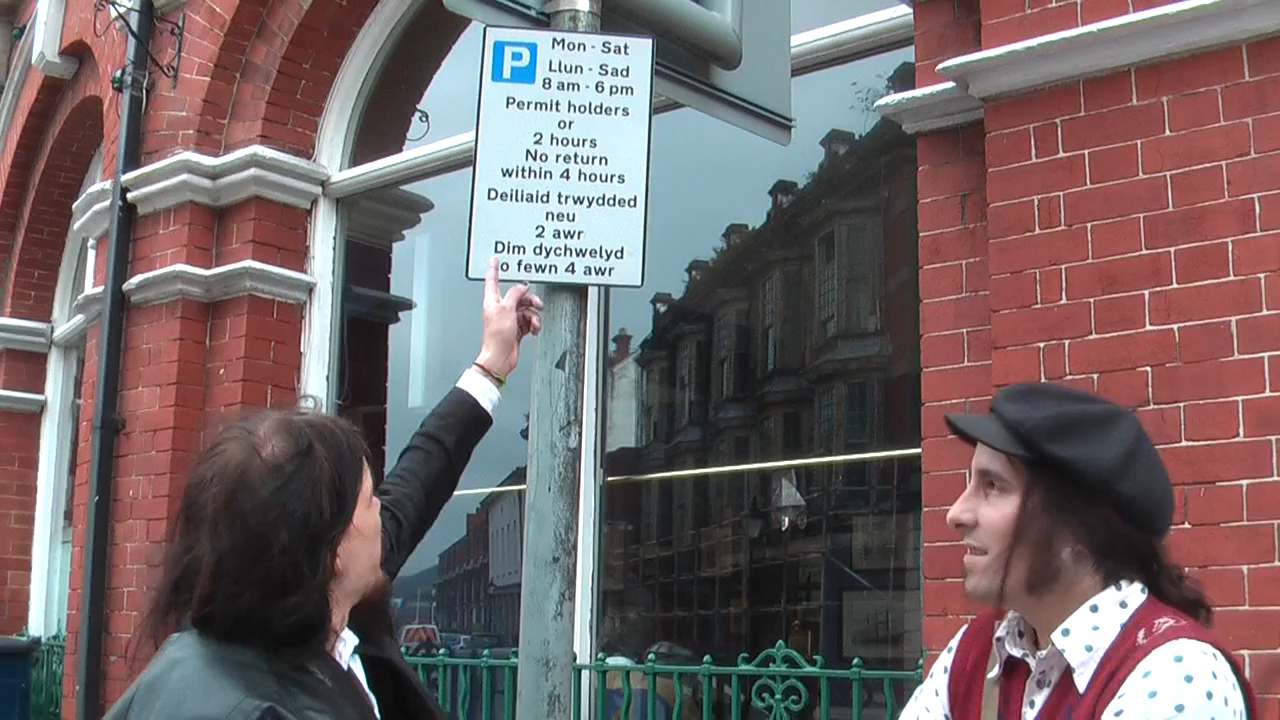 P Mon - Sat
Llun - Sad
8 am - 6 pm
Permit holders
or
2 hours
No return
within 4 hours
Deiliaid trwydded
neu
2 awr
Dim dychwelyd
o fewn 4 awr